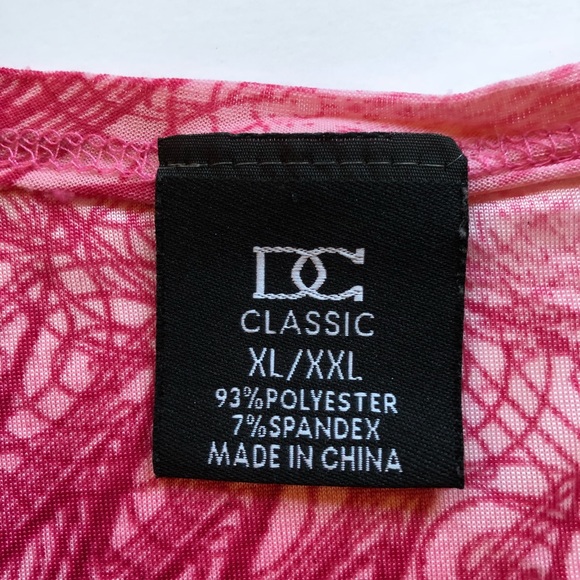 DC
CLASSIC
XL/XXL
93%POLYESTER
7%SPANDEX
MADE IN CHINA